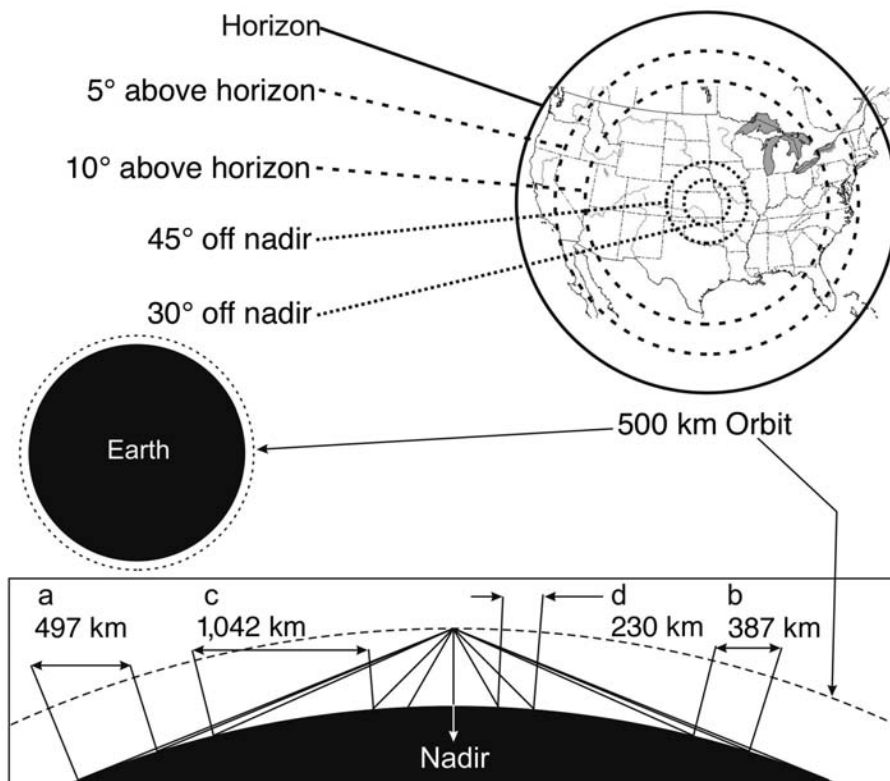 Horizon
5° above horizon
10° above horizon
45° off nadir
30° off nadir
Earth
500 km Orbit
a
497 km
c
1,042 km
d
230 km
b
387 km
Nadir